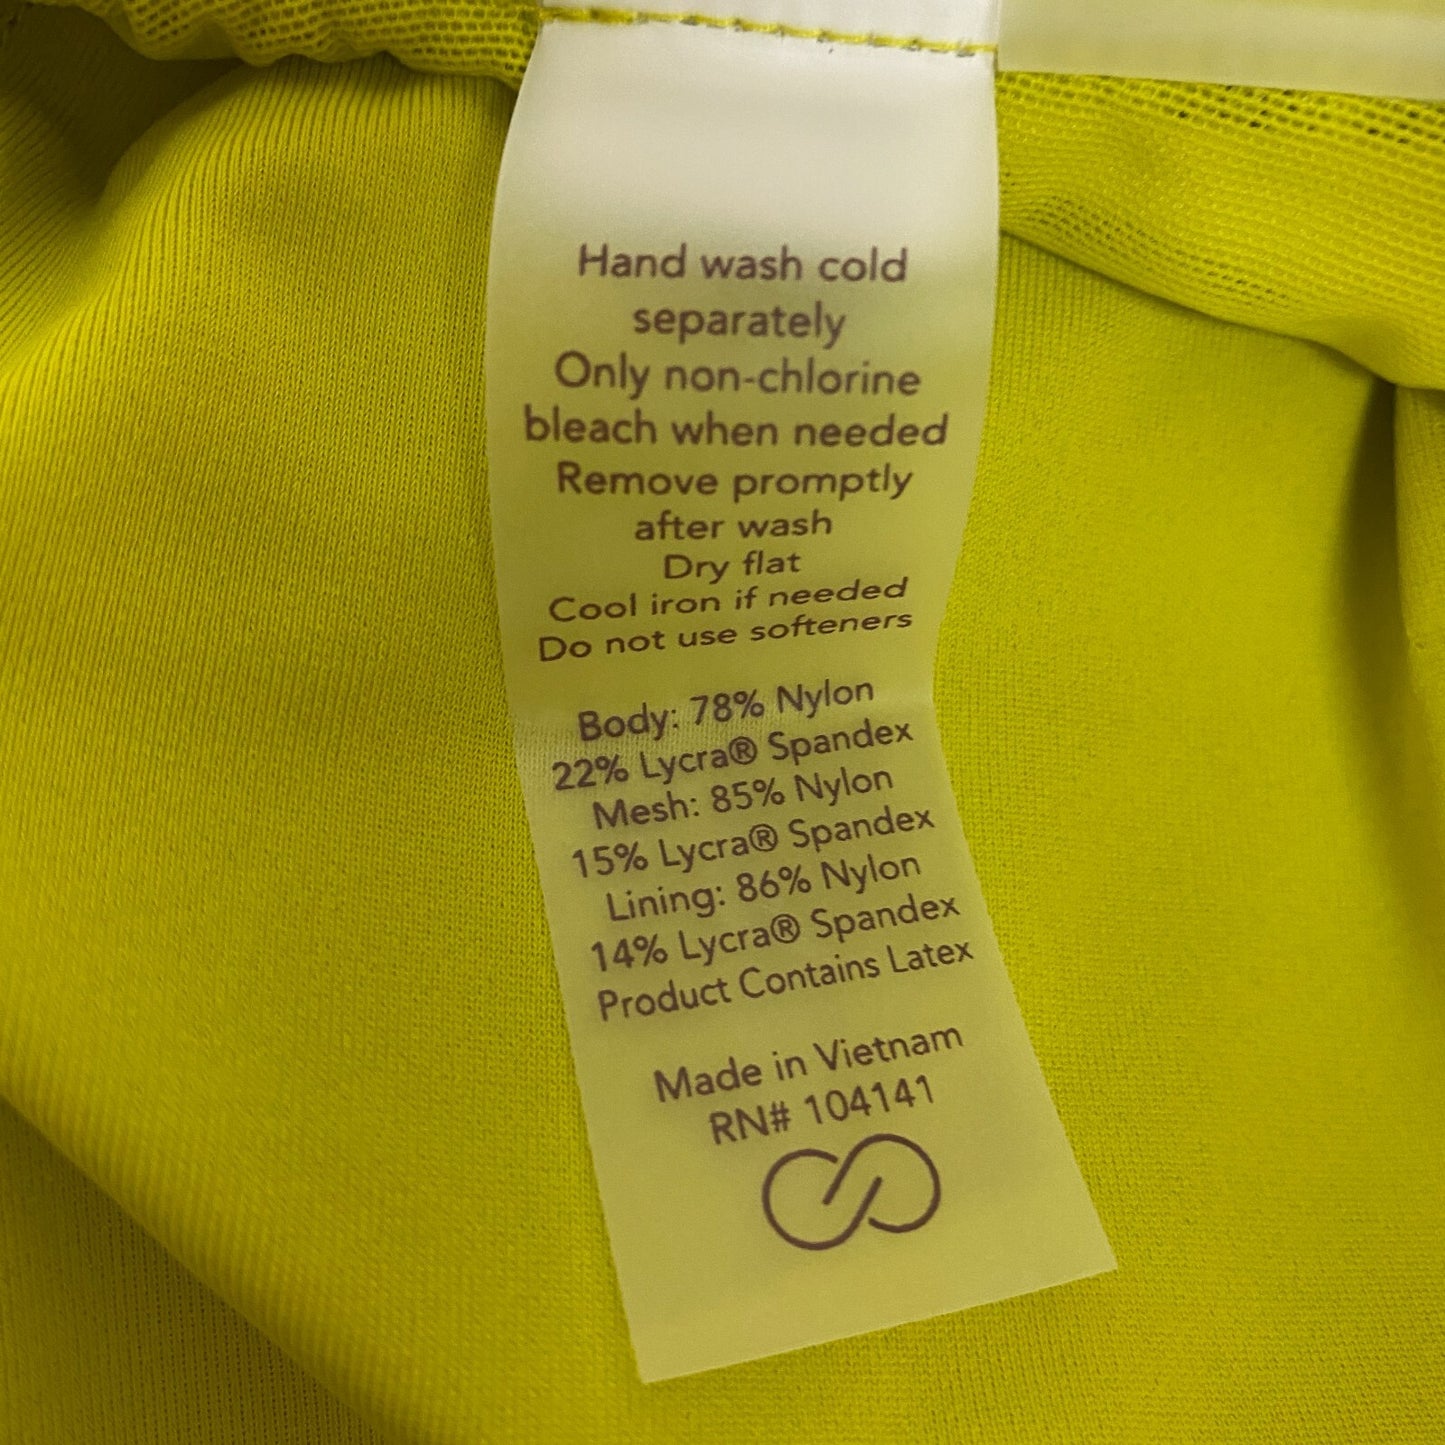 Hand wash cold
separately
Only non-chlorine
bleach when needed
Remove promptly
after wash
Dry flat
Cool iron if needed
Do not use softeners
Body: 78% Nylon
22% Lycra® Spandex
Mesh: 85% Nylon
15% Lycra® Spandex
Lining: 86% Nylon
14% Lycra® Spandex
Product Contains Latex
Made in Vietnam
RN# 104141